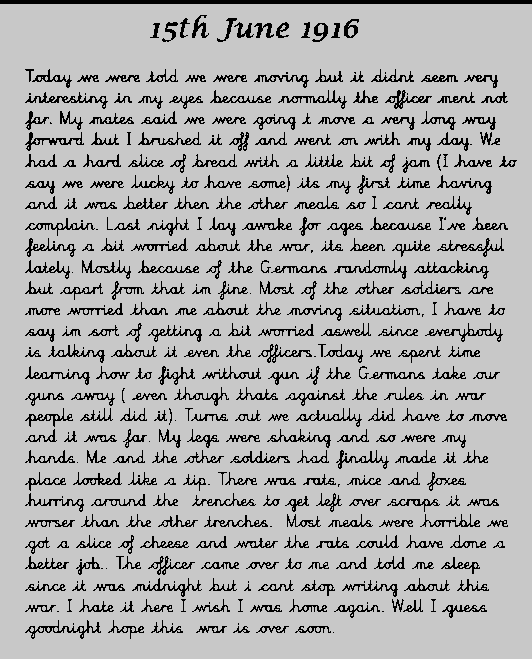 15th June 1916
Today we were told we were moving but it didnt seem very
interesting in my eyes because normally the officer ment not
far. My mates said we were going t move a very long way
forward but I brushed it off and went on with my day. We
had a hard slice of bread with a little bit of jam (I have to
say we were lucky to have some) its my first time having
and it was better then the other meals so I cant really
complain. Last night I lay awake for ages because I've been
feeling a bit worried about the war, its been quite stressful
lately. Mostly because of the Germans randomly attacking
but apart from that im fine. Most of the other soldiers are
more worried than me about the moving situation, I have to
say im sort of getting a bit worried aswell since everybody
is talking about it even the officers.Today we spent time
learning how to fight without gun if the Germans take our
guns away ( even though thats against the rules in war
people still did it). Turns out we actually did have to move
and it was far. My legs were shaking and so were my
hands. Me and the other soldiers had finally made it the
place looked like a tip. There was rats, mice and foxes
hurring around the trenches to get left over scraps it was
worser than the other trenches. Most meals were horrible we
got a slice of cheese and water the rats could have done a
better job.. The officer came over to me and told me sleep
since it was midnight but i cant stop writing about this
war. I hate it here I wish I was home again. Well I guess
goodnight hope this war is over soon.